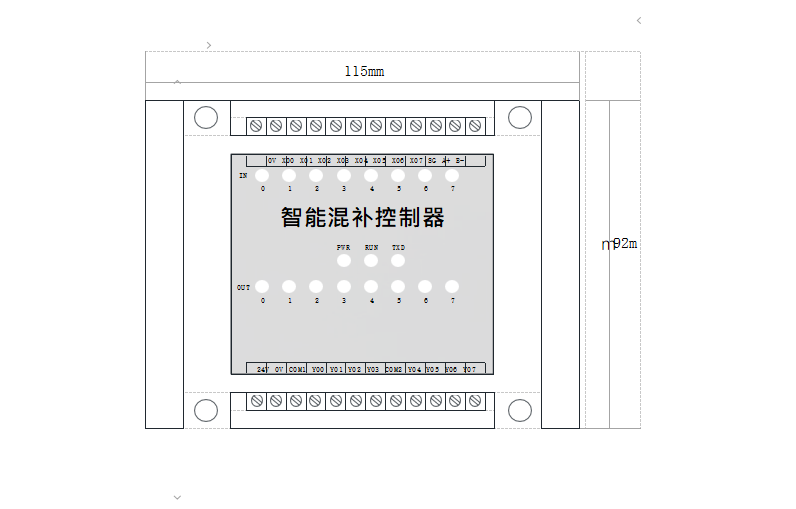 115mm
0V X00 X01 X02 X03 X04 X05 X06 X07 SG A+ B-
IN
0 1 2 3 4 5 6 7
智能混补控制器
PWR RUN TXD
OUT
0 1 2 3 4 5 6 7
24V 0V COM1 Y00 Y01 Y02 Y03 COM2 Y04 Y05 Y06 Y07
92m
m